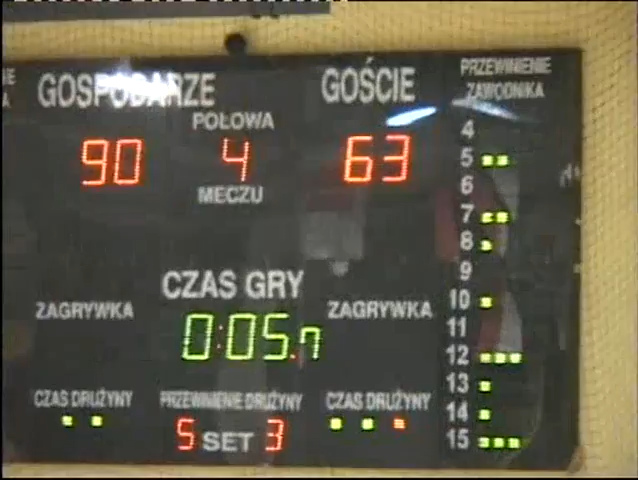 GOSPODARZE GOŚCIE PRZEWINIENIE
ZAWODNIKA
POŁOWA
90 4 63
MECZU
4
5
6
7
8
9
10
11
12
13
14
15
CZAS GRY
ZAGRYWKA ZAGRYWKA
0:05.7
CZAS DRUŻYNY PRZEWINIENIE DRUŻYNY CZAS DRUŻYNY
5 SET 3